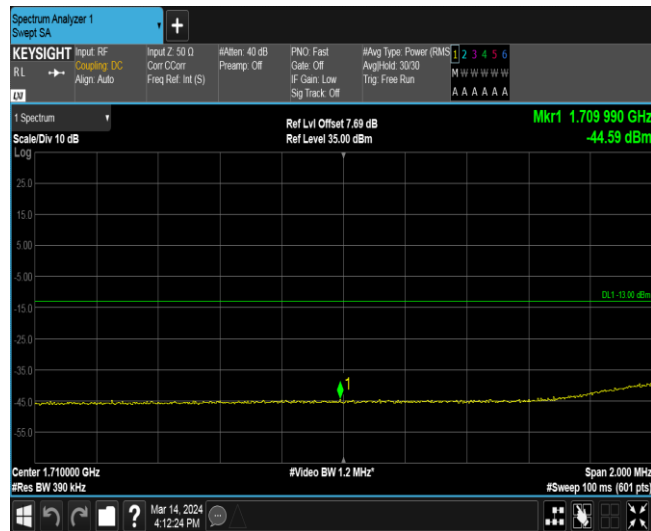 Spectrum Analyzer 1
Swept SA
+
KEYSIGHT
RL
LXI
Input: RF
Coupling: DC
Align: Auto
Input Z: 50 Ω
Corr CCorr
Freq Ref: Int (S)
#Atten: 40 dB
Preamp: Off
PNO: Fast
Gate: Off
IF Gain: Low
Sig Track: Off
#Avg Type: Power (RMS
Avg|Hold: 30/30
Trig: Free Run
1 2 3 4 5 6
M W W W W W
A A A A A A
1 Spectrum
Scale/Div 10 dB
Log
Ref Lvl Offset 7.69 dB
Ref Level 35.00 dBm
Mkr1 1.709 990 GHz
-44.59 dBm
25.0
15.0
5.00
-5.00
DL1 -13.00 dBm
-15.0
-25.0
-35.0
1
-45.0
-55.0
Center 1.710000 GHz
#Res BW 390 kHz
#Video BW 1.2 MHz*
Span 2.000 MHz
#Sweep 100 ms (601 pts)
?
Mar 14, 2024
4:12:24 PM